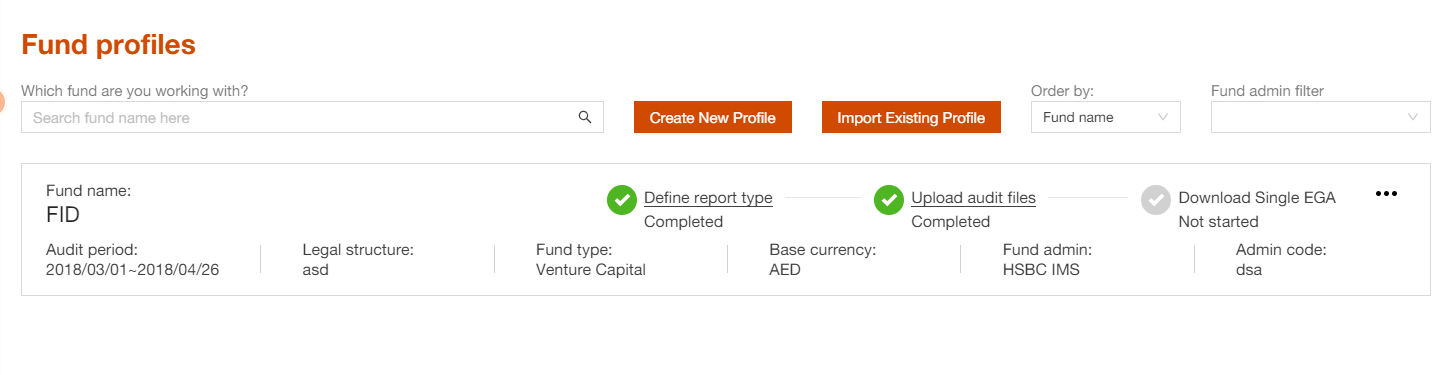 Fund profiles
Which fund are you working with?
Search fund name here
Create New Profile
Import Existing Profile
Order by:
Fund name
Fund admin filter
Fund name:
FID
Define report type
Completed
Upload audit files
Completed
Download Single EGA
Not started
Audit period:
2018/03/01~2018/04/26
Legal structure:
asd
Fund type:
Venture Capital
Base currency:
AED
Fund admin:
HSBC IMS
Admin code:
dsa